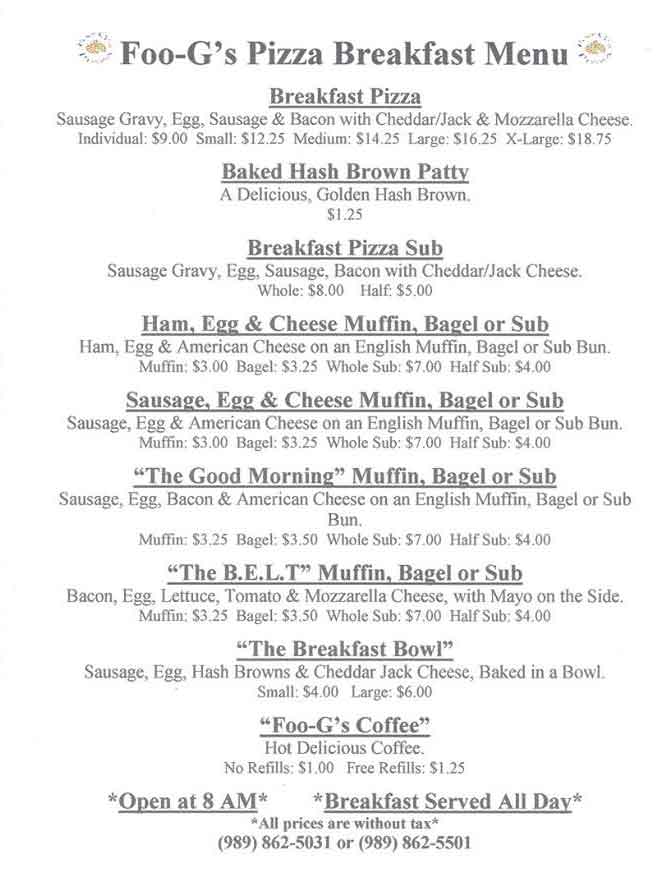 Foo-G's Pizza Breakfast Menu
Breakfast Pizza
Sausage Gravy, Egg, Sausage & Bacon with Cheddar/Jack & Mozzarella Cheese.
Individual: $9.00 Small: $12.25 Medium: $14.25 Large: $16.25 X-Large: $18.75
Baked Hash Brown Patty
A Delicious, Golden Hash Brown.
$1.25
Breakfast Pizza Sub
Sausage Gravy, Egg, Sausage, Bacon with Cheddar/Jack Cheese.
Whole: $8.00 Half: $5.00
Ham, Egg & Cheese Muffin, Bagel or Sub
Ham, Egg & American Cheese on an English Muffin, Bagel or Sub Bun.
Muffin: $3.00 Bagel: $3.25 Whole Sub: $7.00 Half Sub: $4.00
Sausage, Egg & Cheese Muffin, Bagel or Sub
Sausage, Egg & American Cheese on an English Muffin, Bagel or Sub Bun.
Muffin: $3.00 Bagel: $3.25 Whole Sub: $7.00 Half Sub: $4.00
“The Good Morning” Muffin, Bagel or Sub
Sausage, Egg, Bacon & American Cheese on an English Muffin, Bagel or Sub
Bun.
Muffin: $3.25 Bagel: $3.50 Whole Sub: $7.00 Half Sub: $4.00
“The B.E.L.T” Muffin, Bagel or Sub
Bacon, Egg, Lettuce, Tomato & Mozzarella Cheese, with Mayo on the Side.
Muffin: $3.25 Bagel: $3.50 Whole Sub: $7.00 Half Sub: $4.00
“The Breakfast Bowl”
Sausage, Egg, Hash Browns & Cheddar Jack Cheese, Baked in a Bowl.
Small: $4.00 Large: $6.00
“Foo-G's Coffee”
Hot Delicious Coffee.
No Refills: $1.00 Free Refills: $1.25
*Open at 8 AM* *Breakfast Served All Day*
*All prices are without tax*
(989) 862-5031 or (989) 862-5501